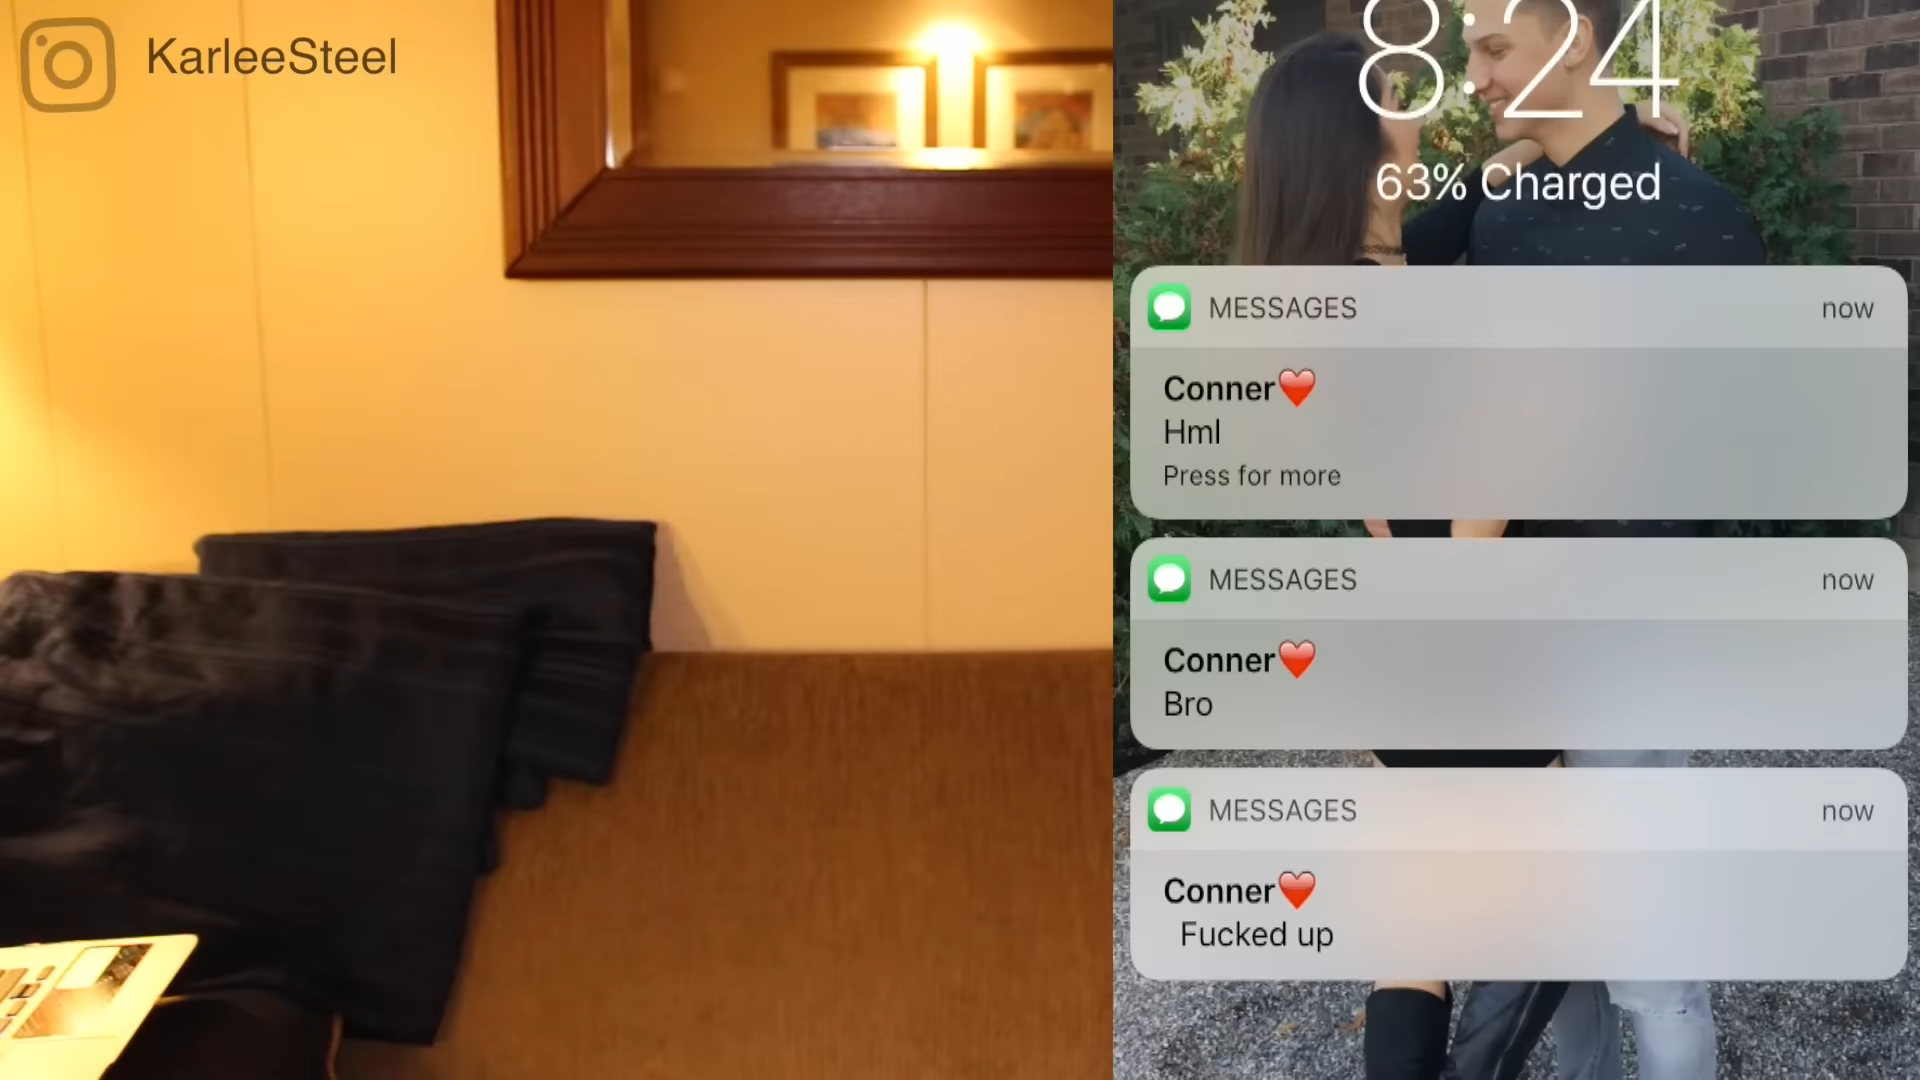 KarleeSteel
8:24
63% Charged
MESSAGES now
Conner❤️
Hml
Press for more
MESSAGES now
Conner❤️
Bro
MESSAGES now
Conner❤️
Fucked up